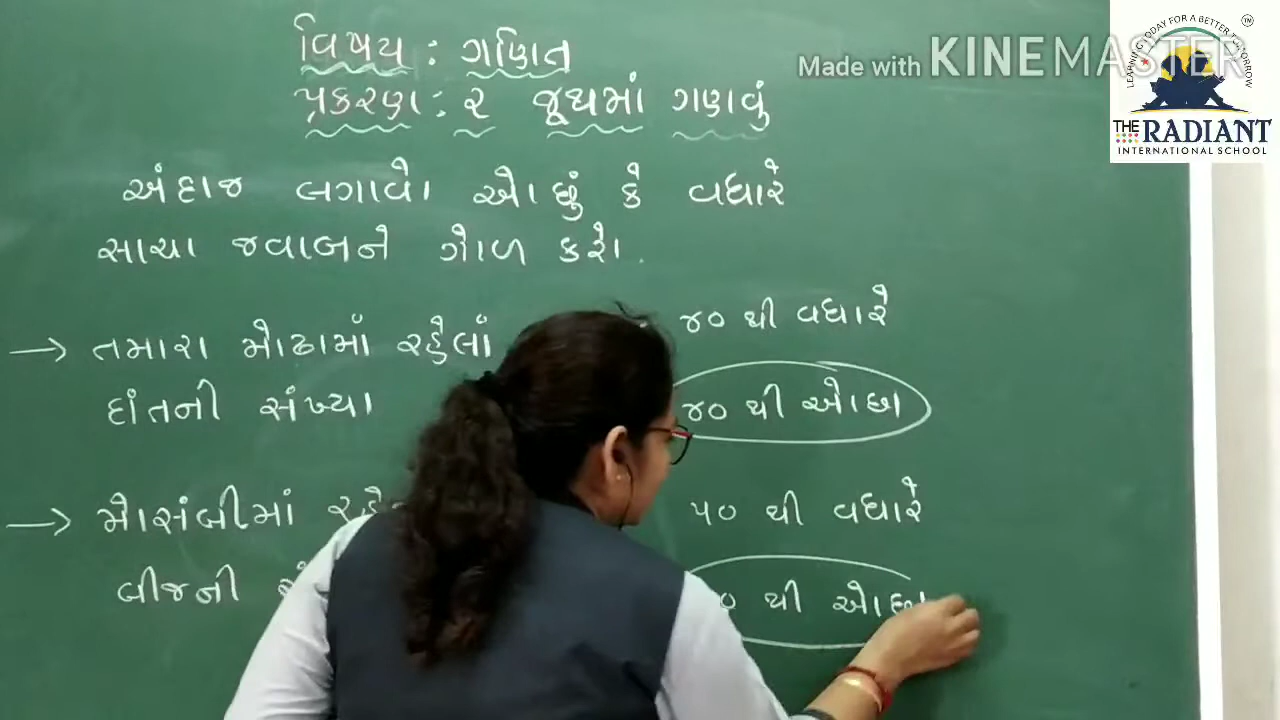 LEARNING TODAY FOR A BETTER TOMORROW
Made with KINEMASTER
THE RADIANT
INTERNATIONAL SCHOOL
વિષય : ગણિત
પ્રકરણ : ૨ જૂથમાં ગણવું
અંદાજ લગાવો ઓછું કે વધારે
સાચા જવાબને ગોળ કરો.
→ તમારા મોઢામાં રહેલાં
દાંતની સંખ્યા
૪૦ થી વધારે
૪૦ થી ઓછા
→ મોસંબીમાં
બીજની
૫૦ થી વધારે
થી ઓછા